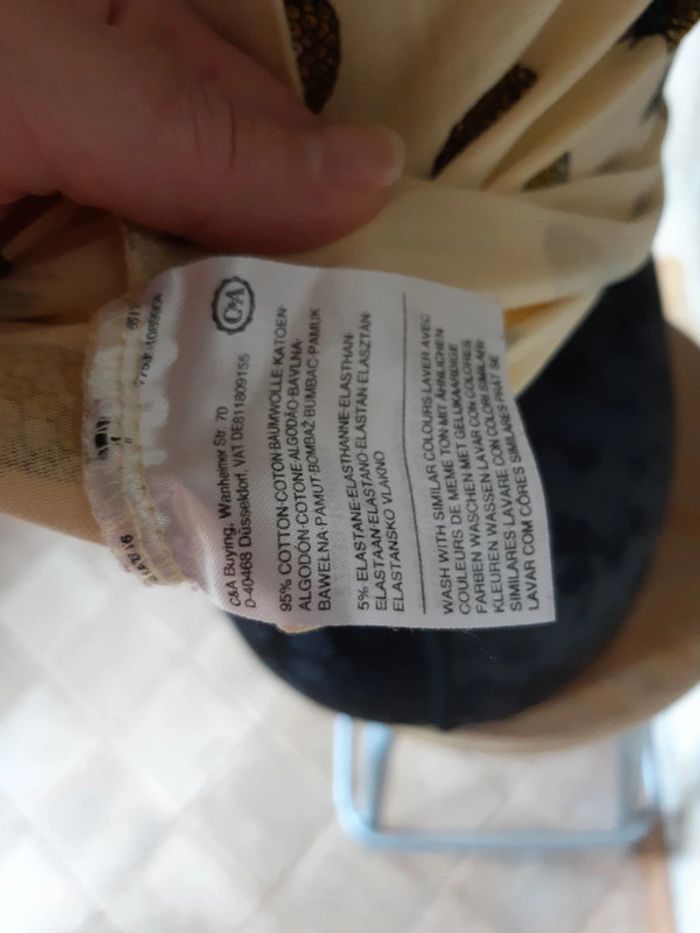 C&A
C&A Buying, Wanheimer Str. 70
D-40468 Düsseldorf, VAT DE811809155
95% COTTON·COTON·BAUMWOLLE·KATOEN·
ALGODÓN·COTONE·ALGODÃO·BAVLNA·
BAWEŁNA·PAMUT·BOMBAŽ·BUMBAC·PAMUK
5% ELASTANE·ELASTHANNE·ELASTHAN·
ELASTAAN·ELASTANO·ELASTAN·ELASZTÁN·
ELASTANSKO VLAKNO
WASH WITH SIMILAR COLOURS·LAVER AVEC
COULEURS DE MEME TON·MIT ÄHNLICHEN
FARBEN WASCHEN·MET GELIJKAARDIGE
KLEUREN WASSEN·LAVAR CON COLORES
SIMILARES·LAVARE CON COLORI SIMILARI·
LAVAR COM CORES SIMILARES·PRÁT SE